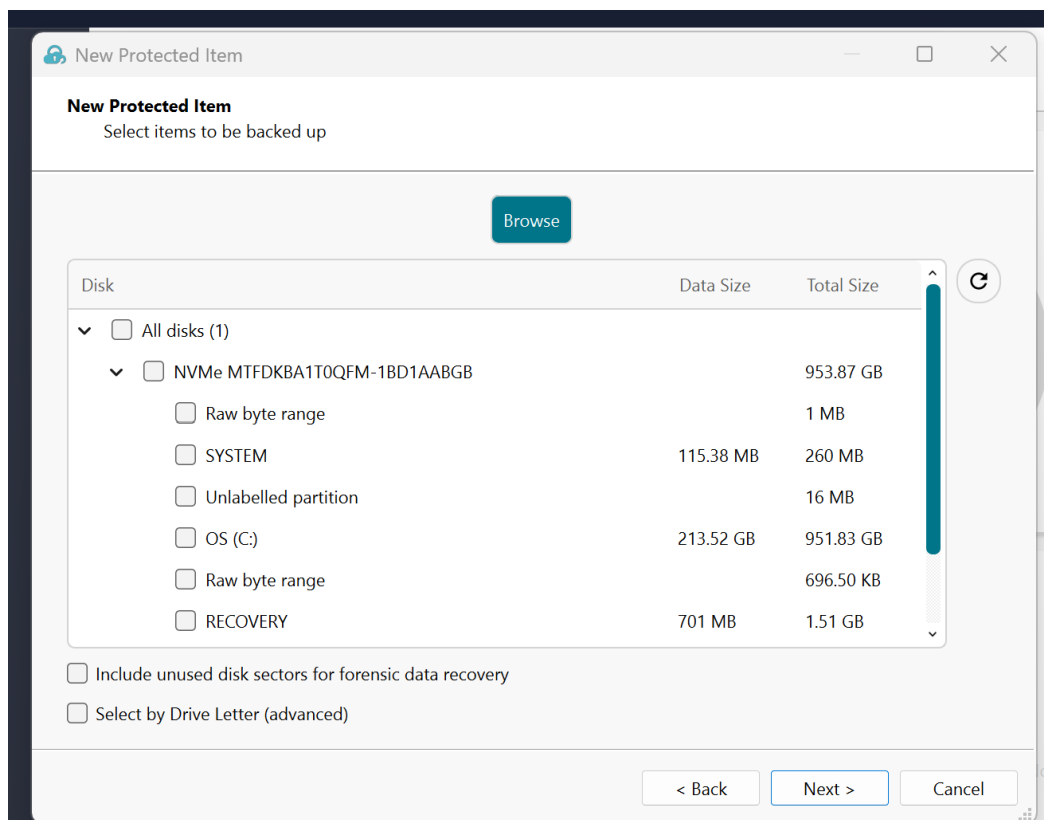 New Protected Item
New Protected Item
Select items to be backed up
Browse
Disk Data Size Total Size
All disks (1)
NVMe MTFDKBA1T0QFM-1BD1AABGB 953.87 GB
Raw byte range 1 MB
SYSTEM 115.38 MB 260 MB
Unlabelled partition 16 MB
OS (C:) 213.52 GB 951.83 GB
Raw byte range 696.50 KB
RECOVERY 701 MB 1.51 GB
Include unused disk sectors for forensic data recovery
Select by Drive Letter (advanced)
< Back Next > Cancel